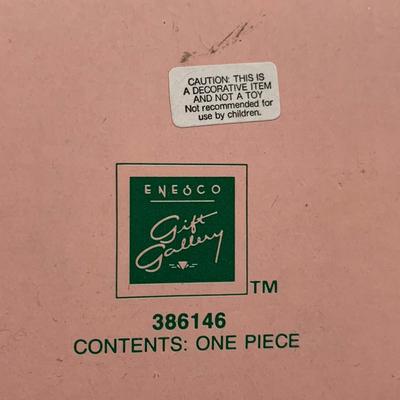 CAUTION: THIS IS
A DECORATIVE ITEM
AND NOT A TOY
Not recommended for
use by children.
ENESCO
Gift
Gallery
TM
386146
CONTENTS: ONE PIECE